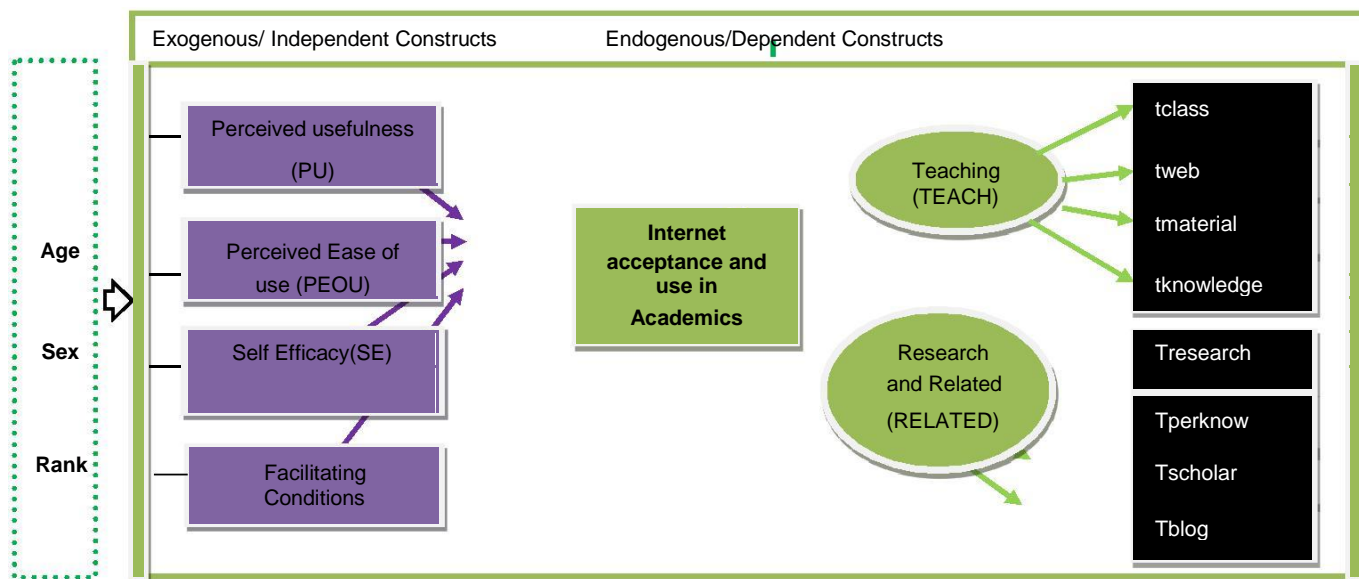 Exogenous/ Independent Constructs
Endogenous/Dependent Constructs
Age
Sex
Rank
Perceived usefulness
(PU)
Perceived Ease of
use (PEOU)
Self Efficacy(SE)
Facilitating
Conditions
Internet
acceptance and
use in
Academics
Teaching
(TEACH)
Research
and Related
(RELATED)
tclass
tweb
tmaterial
tknowledge
Tresearch
Tperknow
Tscholar
Tblog